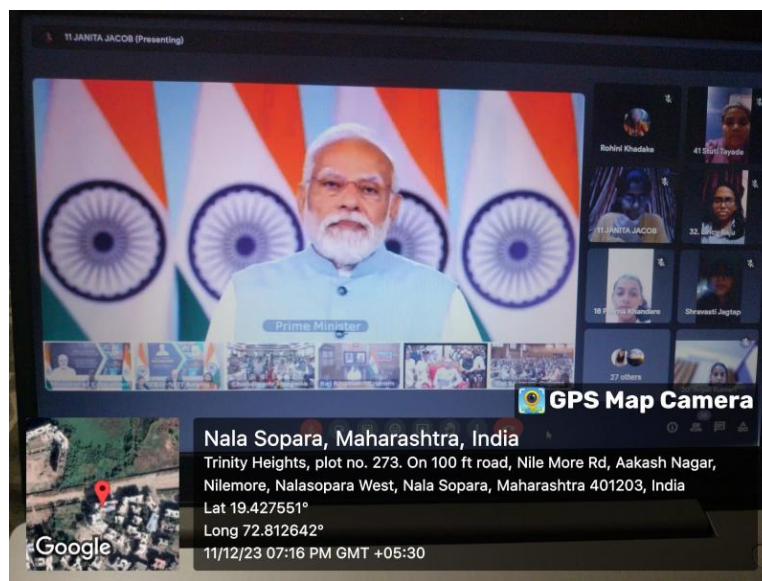 11 JANITA JACOB (Presenting)
Rohini Khadake
41 Stuti Tayade
11 JANITA JACOB
Prime Minister
Shravasti Jagtap
27 others
GPS Map Camera
Nala Sopara, Maharashtra, India
Trinity Heights, plot no. 273. On 100 ft road, Nile More Rd, Aakash Nagar,
Nilemore, Nalasopara West, Nala Sopara, Maharashtra 401203, India
Lat 19.427551°
Long 72.812642°
11/12/23 07:16 PM GMT +05:30
Google